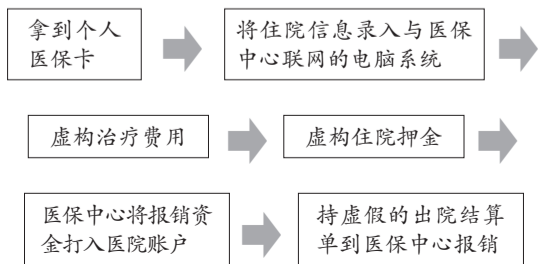 拿到个人
医保卡
将住院信息录入与医保
中心联网的电脑系统
虚构治疗费用
虚构住院押金
医保中心将报销资
金打入医院账户
持虚假的出院结算
单到医保中心报销